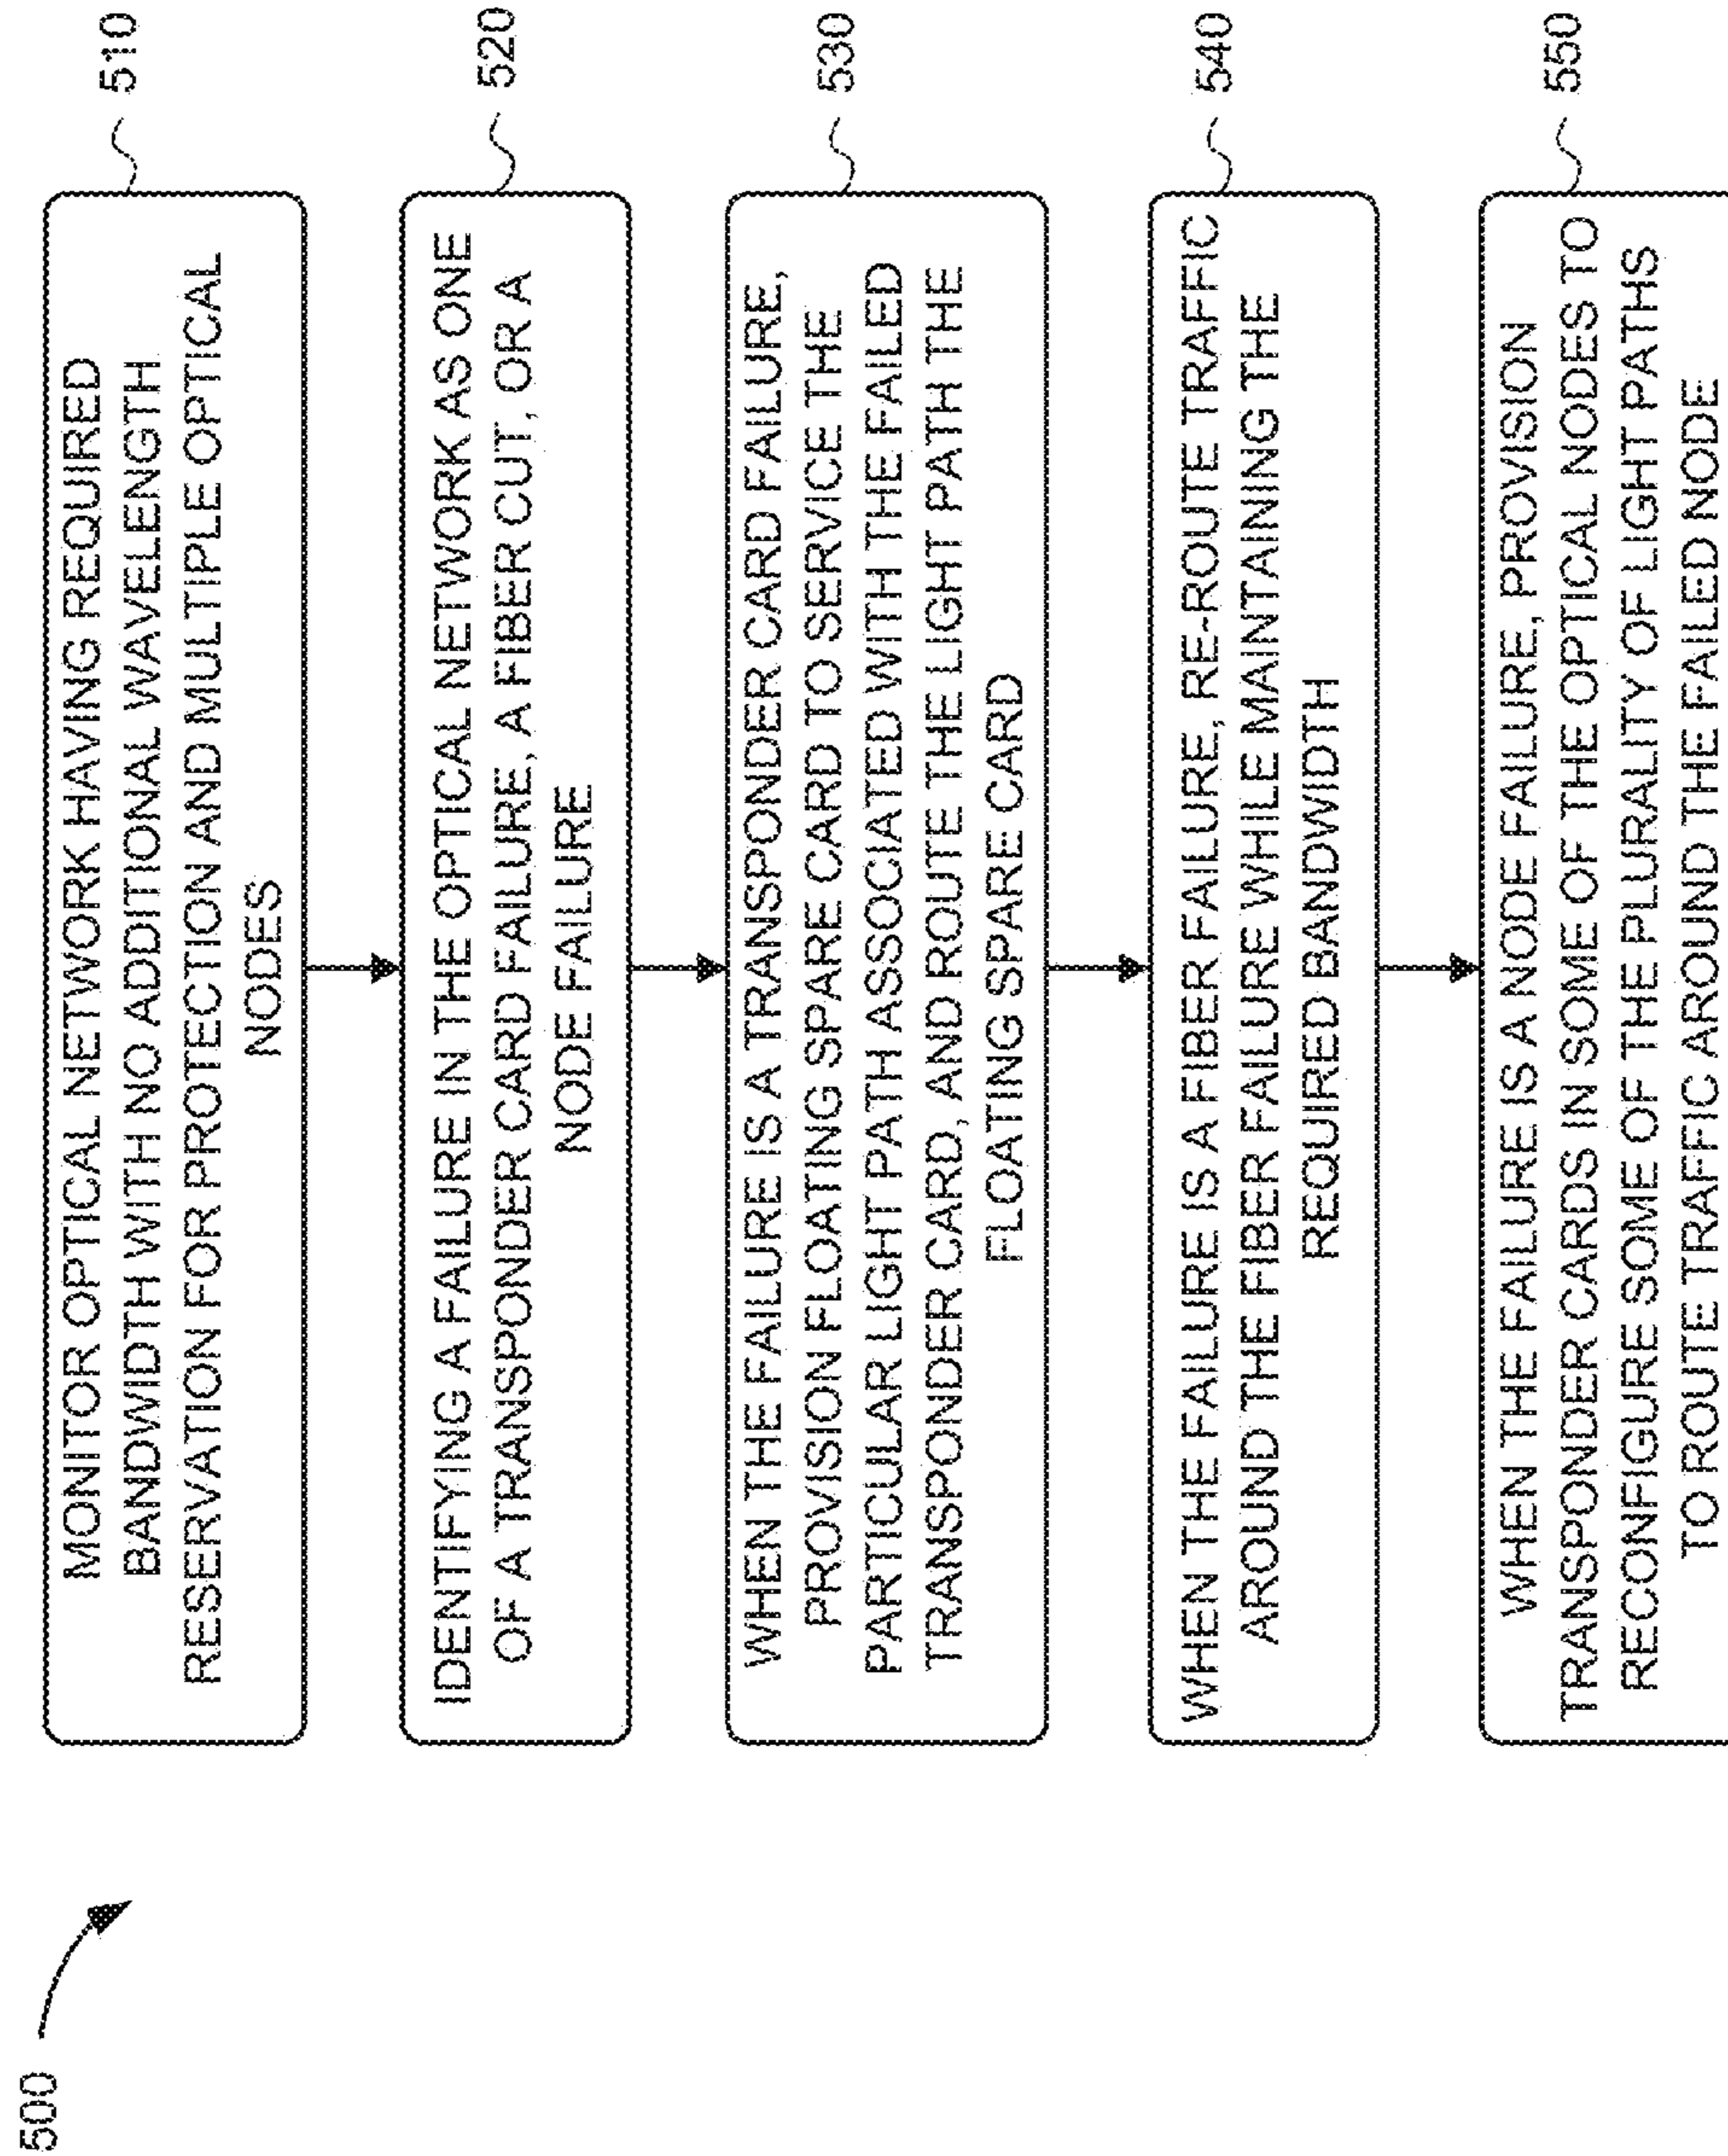 500
MONITOR OPTICAL NETWORK HAVING REQUIRED
BANDWIDTH WITH NO ADDITIONAL WAVELENGTH
RESERVATION FOR PROTECTION AND MULTIPLE OPTICAL
NODES
510
IDENTIFYING A FAILURE IN THE OPTICAL NETWORK AS ONE
OF A TRANSPONDER CARD FAILURE, A FIBER CUT, OR A
NODE FAILURE
520
WHEN THE FAILURE IS A TRANSPONDER CARD FAILURE,
PROVISION FLOATING SPARE CARD TO SERVICE THE
PARTICULAR LIGHT PATH ASSOCIATED WITH THE FAILED
TRANSPONDER CARD, AND ROUTE THE LIGHT PATH THE
FLOATING SPARE CARD
530
WHEN THE FAILURE IS A FIBER FAILURE, RE-ROUTE TRAFFIC
AROUND THE FIBER FAILURE WHILE MAINTAINING THE
REQUIRED BANDWIDTH
540
WHEN THE FAILURE IS A NODE FAILURE, PROVISION
TRANSPONDER CARDS IN SOME OF THE OPTICAL NODES TO
RECONFIGURE SOME OF THE PLURALITY OF LIGHT PATHS
TO ROUTE TRAFFIC AROUND THE FAILED NODE
550